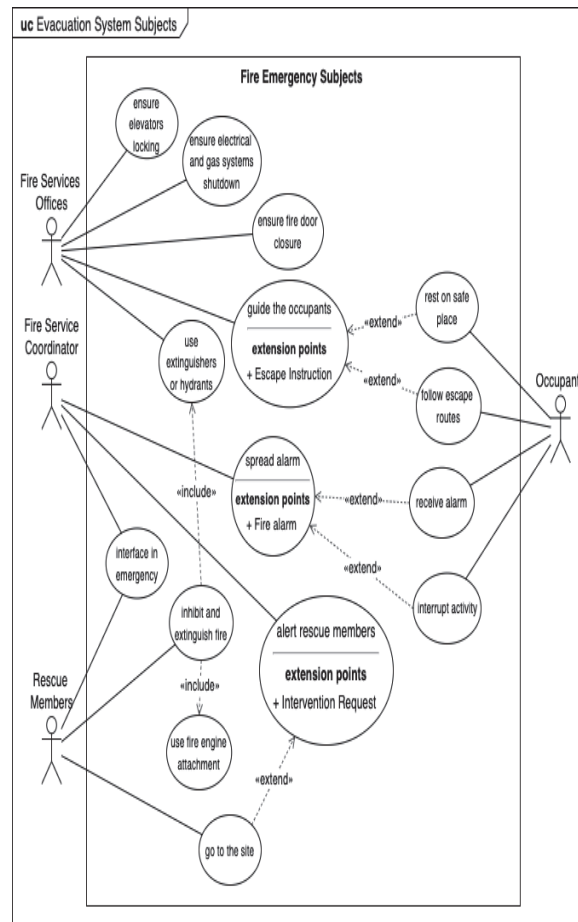 uc Evacuation System Subjects
Fire Emergency Subjects
ensure
elevators
locking
ensure electrical
and gas systems
shutdown
Fire Services
Offices
ensure fire door
closure
guide the occupants
extension points
+ Escape Instruction
«extend»
rest on safe
place
Fire Service
Coordinator
use
extinguishers
or hydrants
«extend»
follow escape
routes
Occupant
spread alarm
extension points
+ Fire alarm
«include»
«extend»
receive alarm
interface in
emergency
«extend»
interrupt activity
inhibit and
extinguish fire
alert rescue members
extension points
+ Intervention Request
Rescue
Members
«include»
use fire engine
attachment
«extend»
go to the site